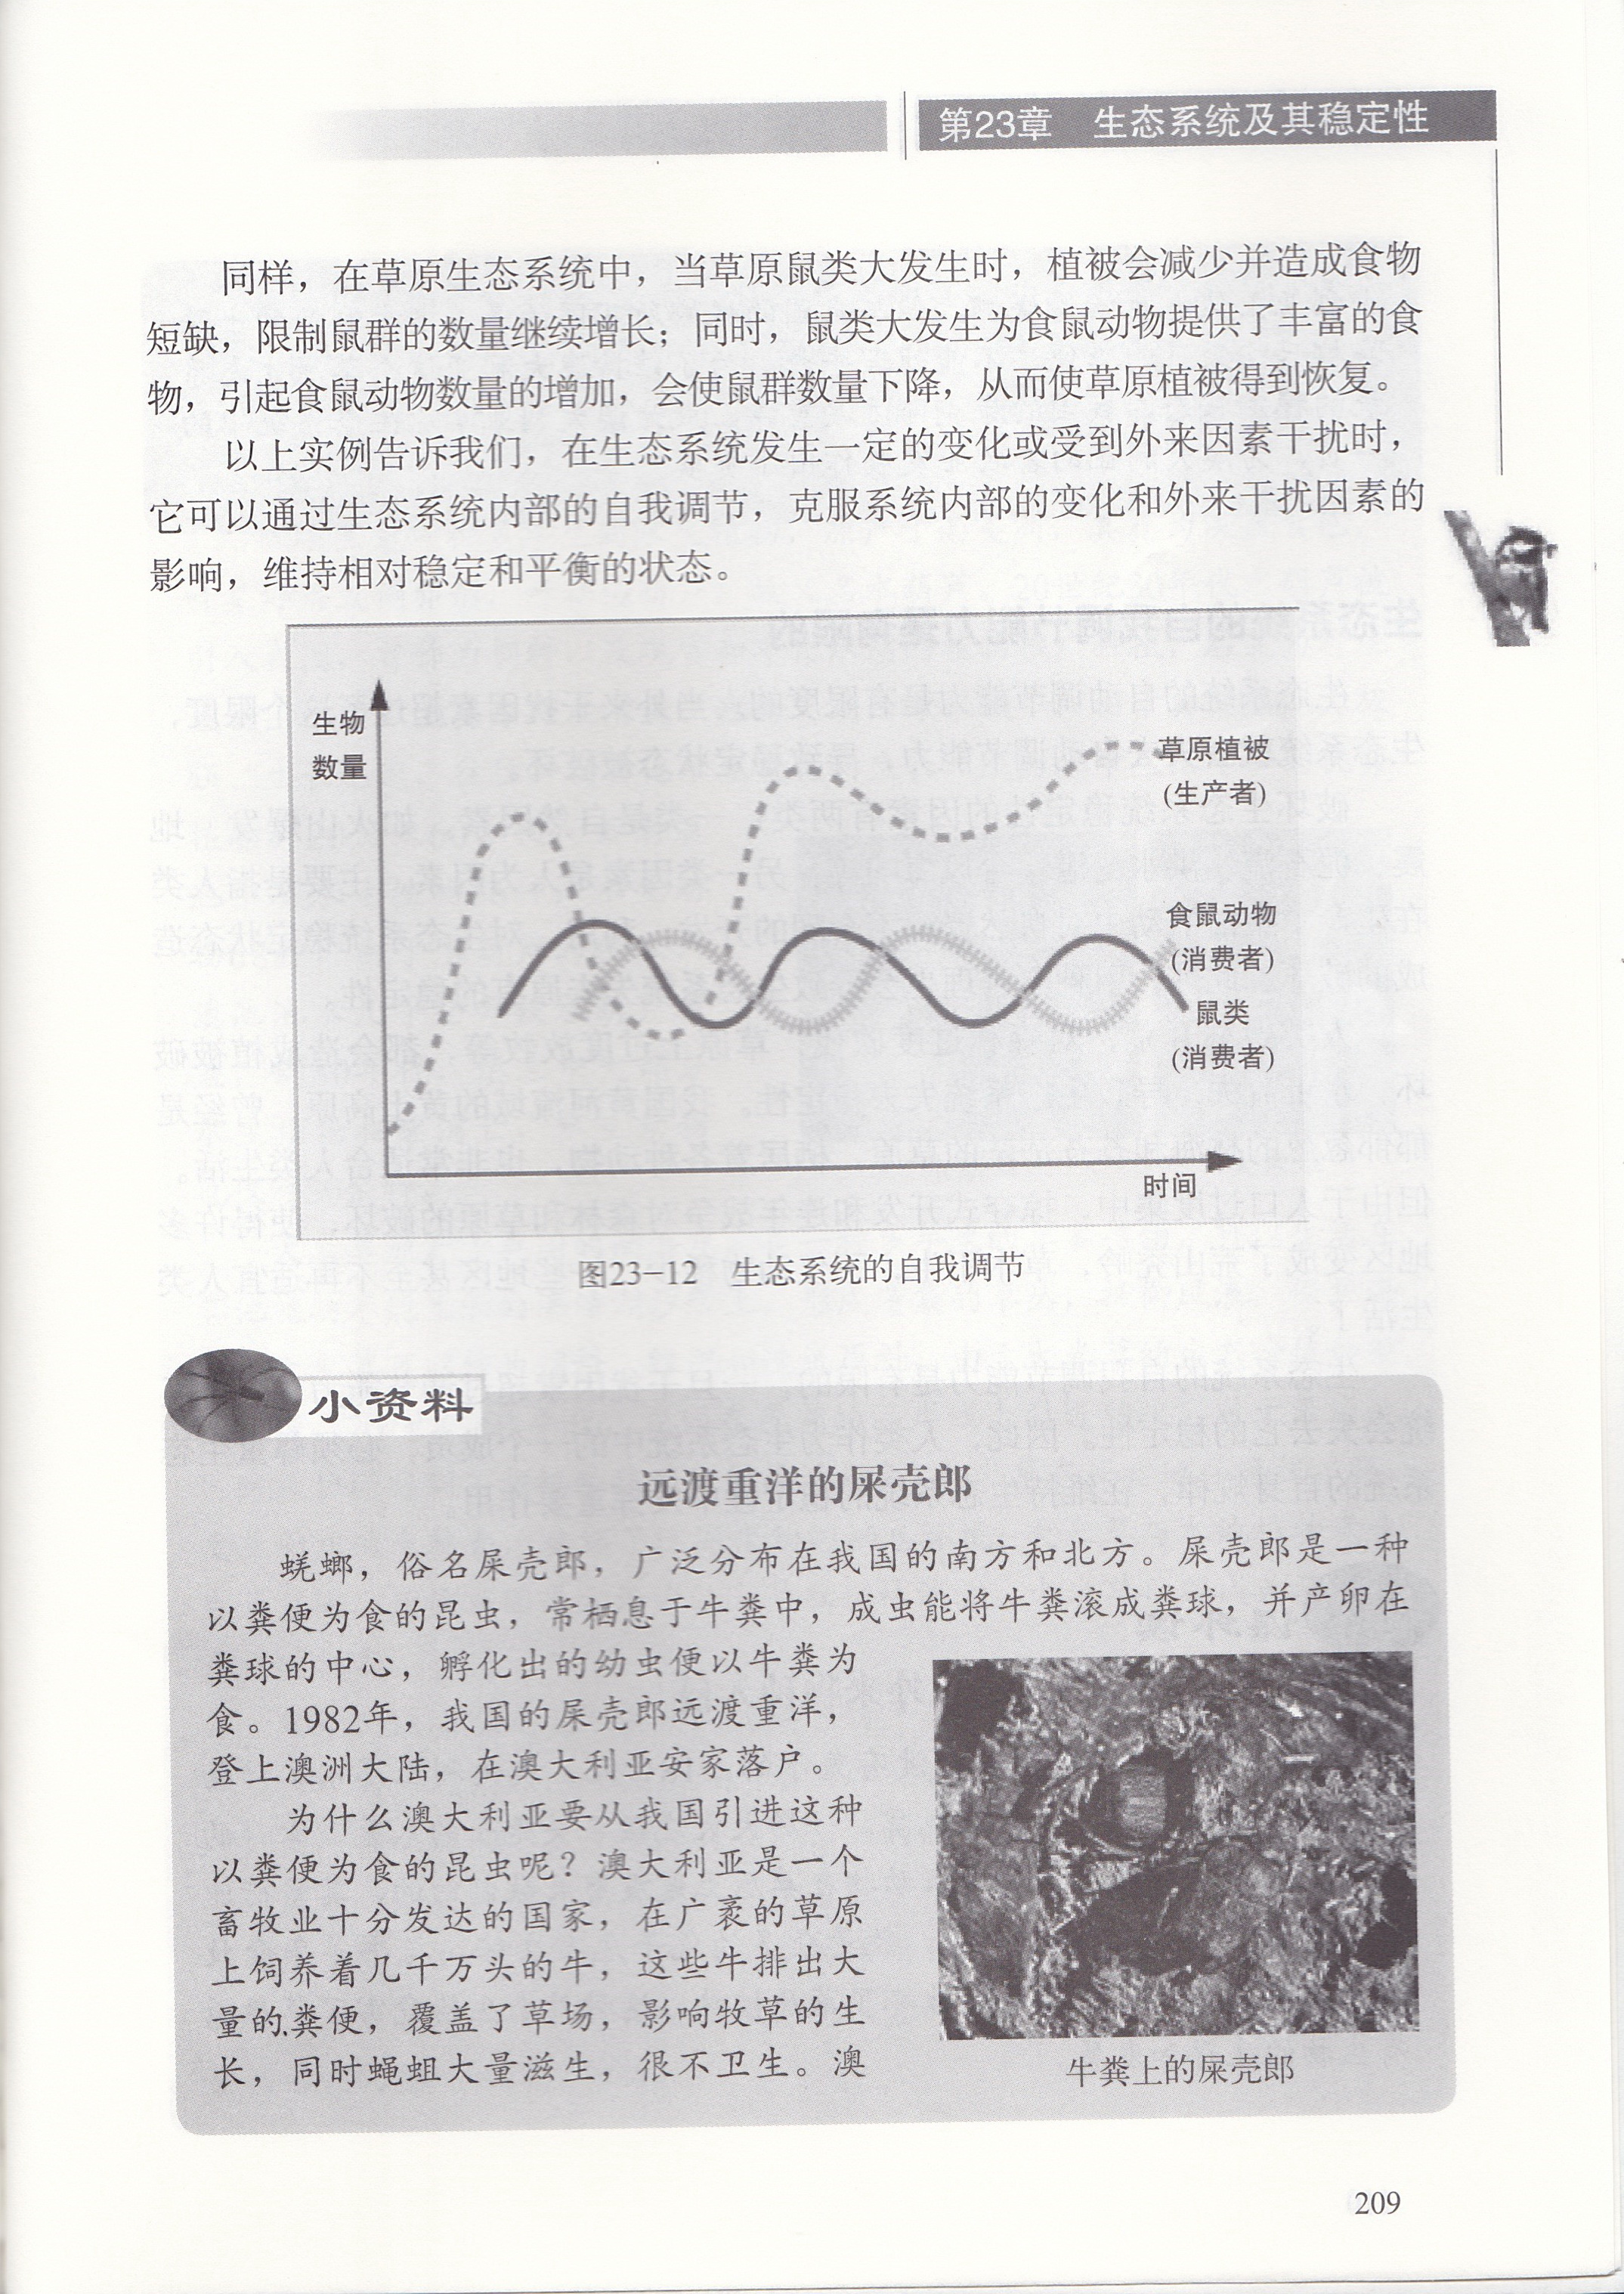 第23章 生态系统及其稳定性
同样，在草原生态系统中，当草原鼠类大发生时，植被会减少并造成食物
短缺，限制鼠群的数量继续增长；同时，鼠类大发生为食鼠动物提供了丰富的食
物，引起食鼠动物数量的增加，会使鼠群数量下降，从而使草原植被得到恢复。
以上实例告诉我们，在生态系统发生一定的变化或受到外来因素干扰时，
它可以通过生态系统内部的自我调节，克服系统内部的变化和外来干扰因素的
影响，维持相对稳定和平衡的状态。
生物
数量
草原植被
(生产者)
食鼠动物
(消费者)
鼠类
(消费者)
时间
图23-12 生态系统的自我调节
小资料
远渡重洋的屎壳郎
蜣螂，俗名屎壳郎，广泛分布在我国的南方和北方。屎壳郎是一种
以粪便为食的昆虫，常栖息于牛粪中，成虫能将牛粪滚成粪球，并产卵在
粪球的中心，孵化出的幼虫便以牛粪为
食。1982年，我国的屎壳郎远渡重洋，
登上澳洲大陆，在澳大利亚安家落户。
为什么澳大利亚要从我国引进这种
以粪便为食的昆虫呢？澳大利亚是一个
畜牧业十分发达的国家，在广袤的草原
上饲养着几千万头的牛，这些牛排出大
量的粪便，覆盖了草场，影响牧草的生
长，同时蝇蛆大量滋生，很不卫生。澳
牛粪上的屎壳郎
209